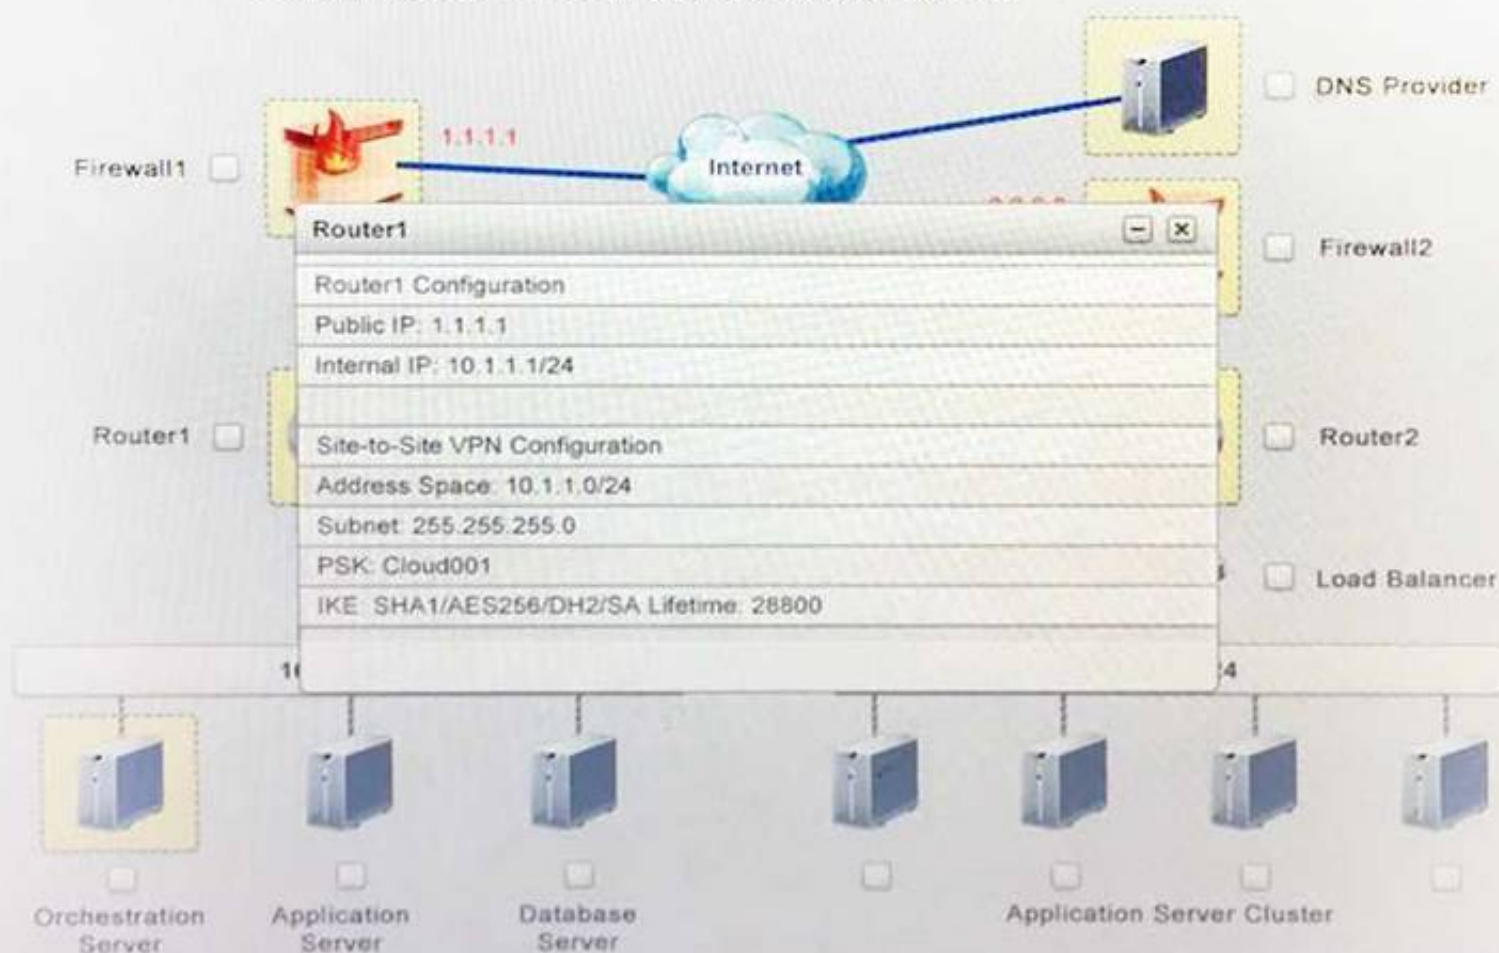 DNS Provider
1.1.1.1
Firewall1
Internet
Firewall2
Router1
Router1 Configuration
Public IP: 1.1.1.1
Internal IP: 10.1.1.1/24
Router1
Router2
Site-to-Site VPN Configuration
Address Space: 10.1.1.0/24
Subnet: 255.255.255.0
PSK: Cloud001
Load Balancer
IKE: SHA1/AES256/DH2/SA Lifetime: 28800
Orchestration Server
Application Server
Database Server
Application Server Cluster